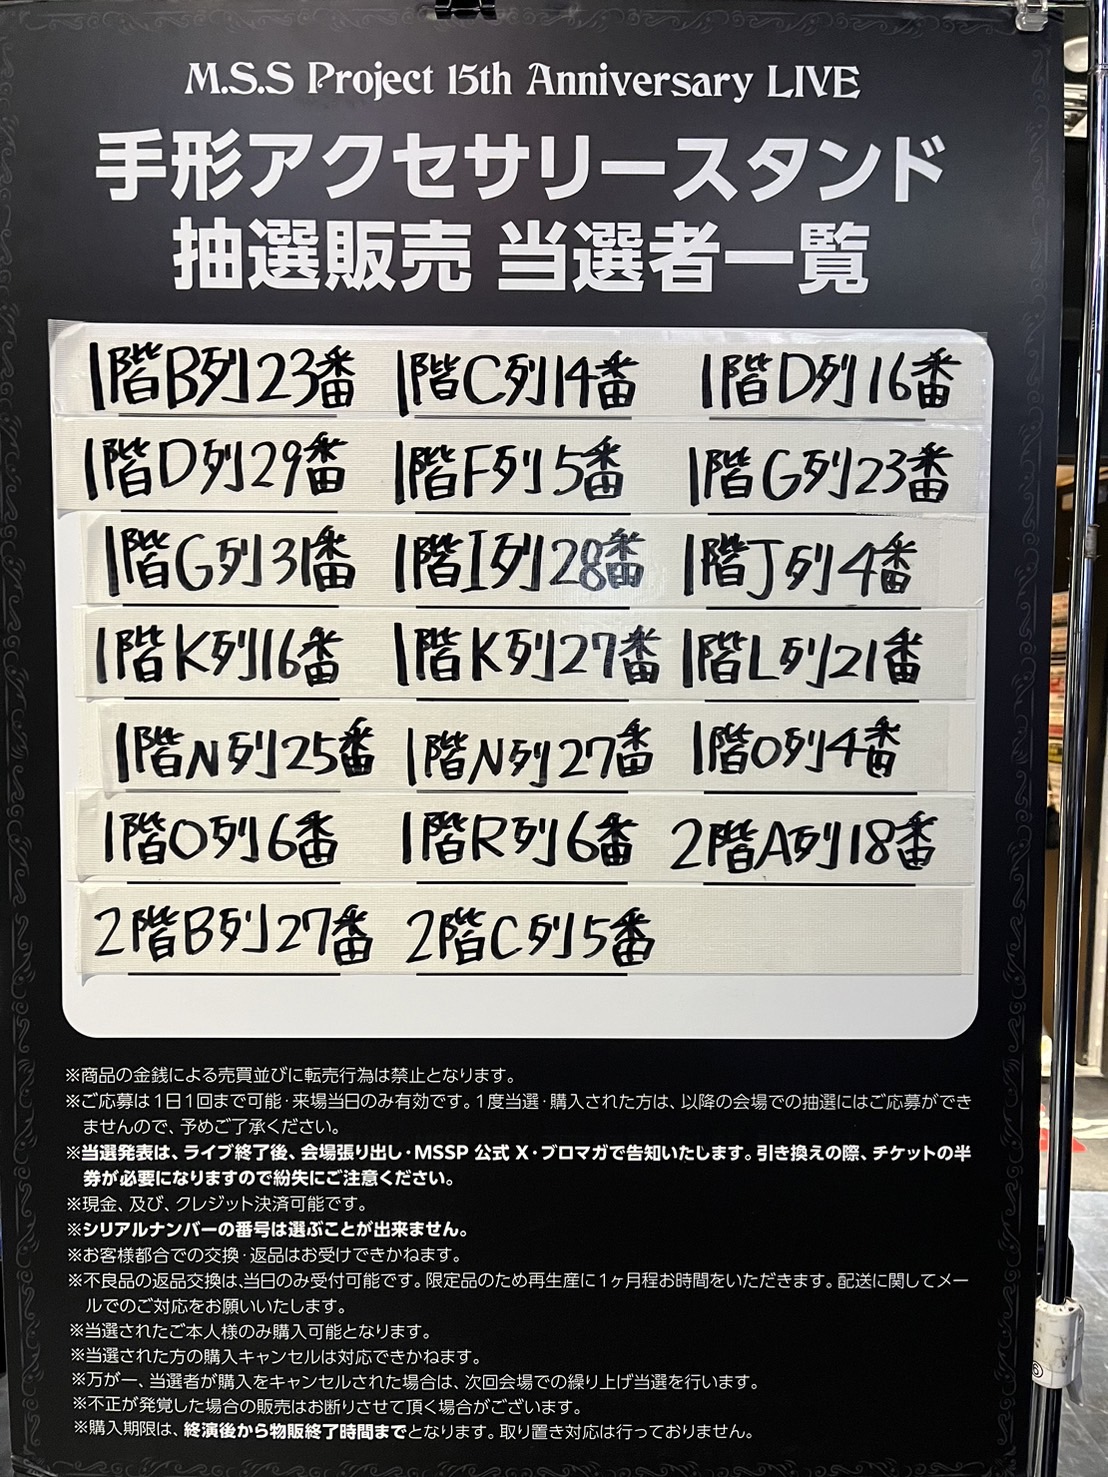 M.S.S Project 15th Anniversary LIVE
手形アクセサリースタンド
抽選販売 当選者一覧
1階B列23番 1階C列14番 1階D列16番
1階D列29番 1階F列5番 1階G列23番
1階G列31番 1階I列28番 1階J列4番
1階K列16番 1階K列27番 1階L列21番
1階N列25番 1階N列27番 1階O列4番
1階O列6番 1階R列6番 2階A列18番
2階B列27番 2階C列5番
※商品の金銭による売買並びに転売行為は禁止となります。
※ご応募は1日1回まで可能・来場当日のみ有効です。1度当選・購入された方は、以降の会場での抽選にはご応募ができ
ませんので、予めご了承ください。
※当選発表は、ライブ終了後、会場張り出し・MSSP 公式 X・ブロマガで告知いたします。引き換えの際、チケットの半
券が必要になりますので紛失にご注意ください。
※現金、及び、クレジット決済可能です。
※シリアルナンバーの番号は選ぶことが出来ません。
※お客様都合での交換・返品はお受けできかねます。
※不良品の返品交換は、当日のみ受付可能です。限定品のため再生産に1ヶ月程お時間をいただきます。配送に関してメー
ルでのご対応をお願いいたします。
※当選されたご本人様のみ購入可能となります。
※当選された方の購入キャンセルは対応できかねます。
※万が一、当選者が購入をキャンセルされた場合は、次回会場での繰り上げ当選を行います。
※不正が発覚した場合の販売はお断りさせて頂く場合がございます。
※購入期限は、終演後から物販終了時間までとなります。取り置き対応は行っておりません。